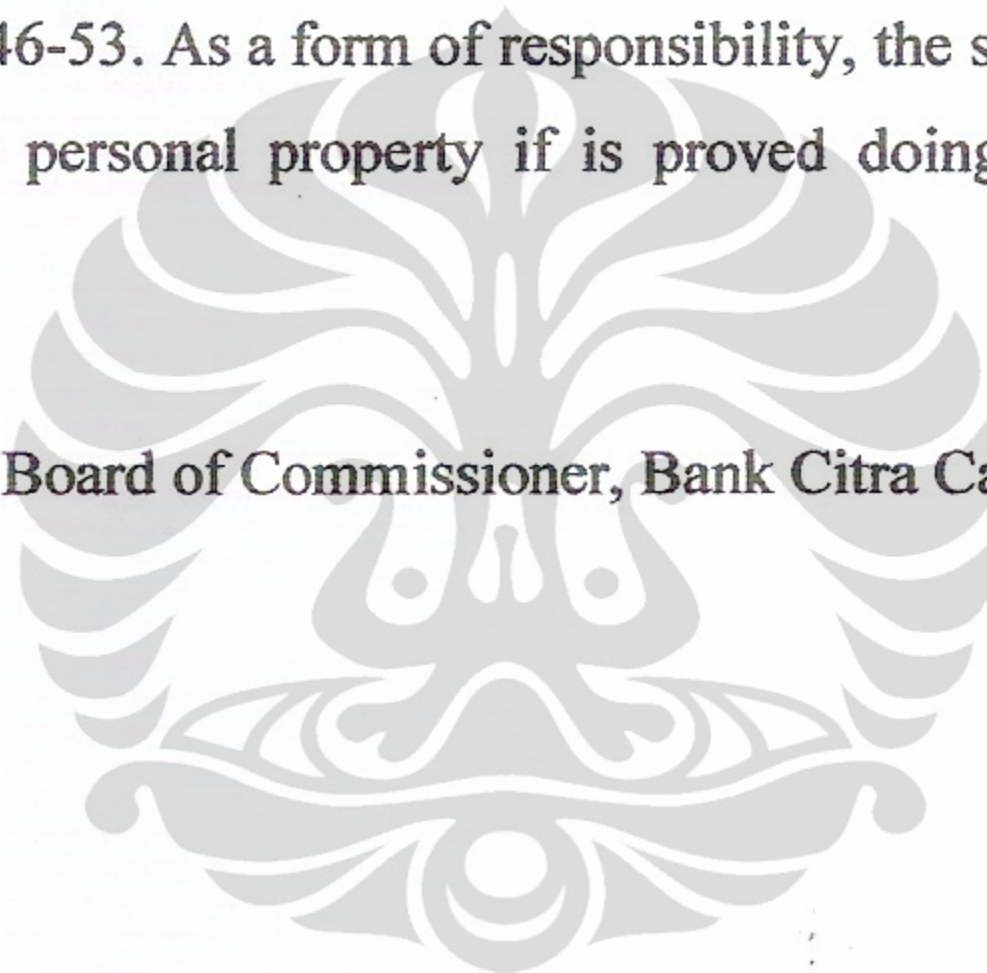 46-53. As a form of responsibility, the s
personal property if is proved doing
Board of Commissioner, Bank Citra Ca